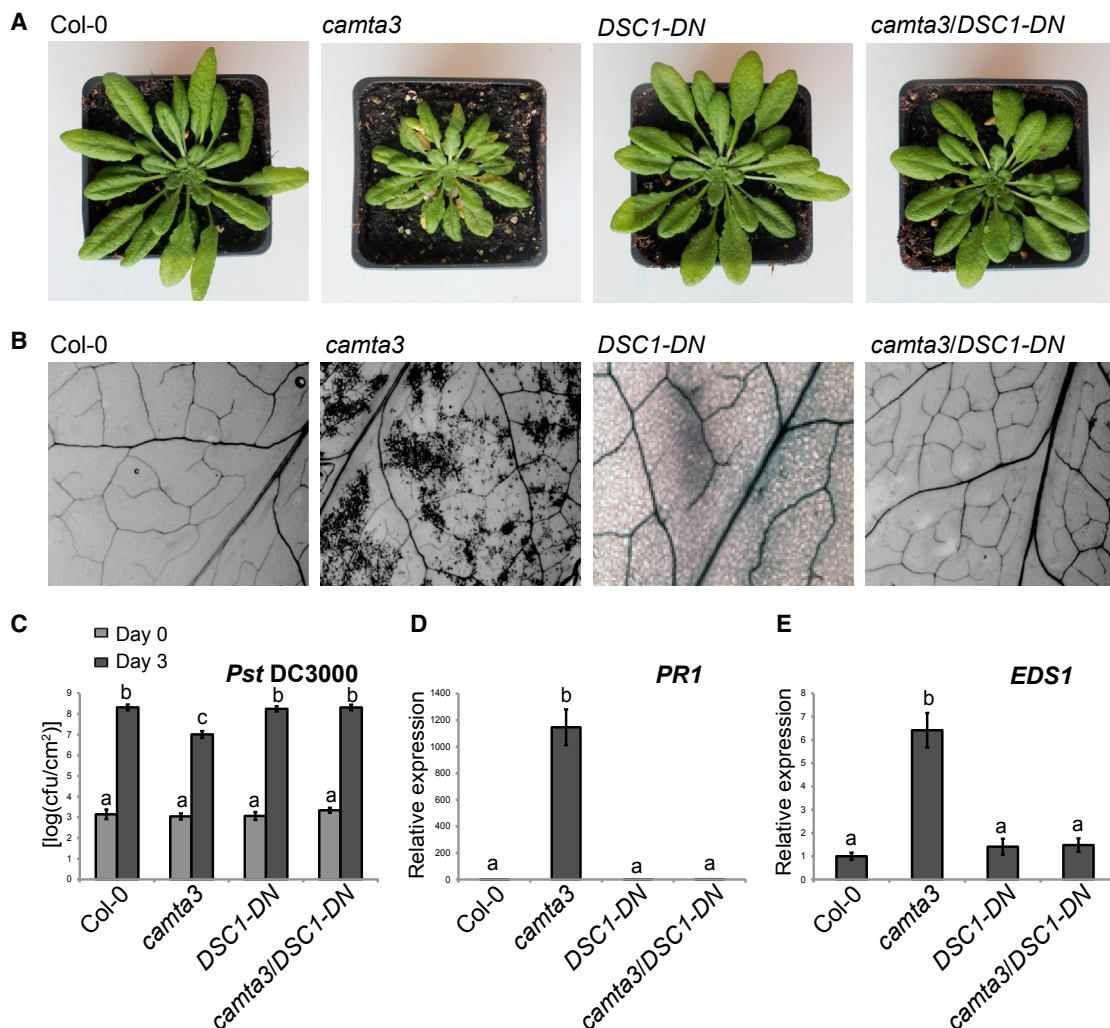 A
Col-0
camta3
DSC1-DN
camta3/DSC1-DN
B
Col-0
camta3
DSC1-DN
camta3/DSC1-DN
C
Day 0
Day 3
Pst DC3000
[log(cfu/cm²)]
9
8
7
6
5
4
3
2
1
0
a
b
a
c
a
b
a
b
Col-0
camta3
DSC1-DN
camta3/DSC1-DN
D
PR1
Relative expression
1400
1200
1000
800
600
400
200
0
a
b
a
a
Col-0
camta3
DSC1-DN
camta3/DSC1-DN
E
EDS1
Relative expression
8
7
6
5
4
3
2
1
0
a
b
a
a
Col-0
camta3
DSC1-DN
camta3/DSC1-DN